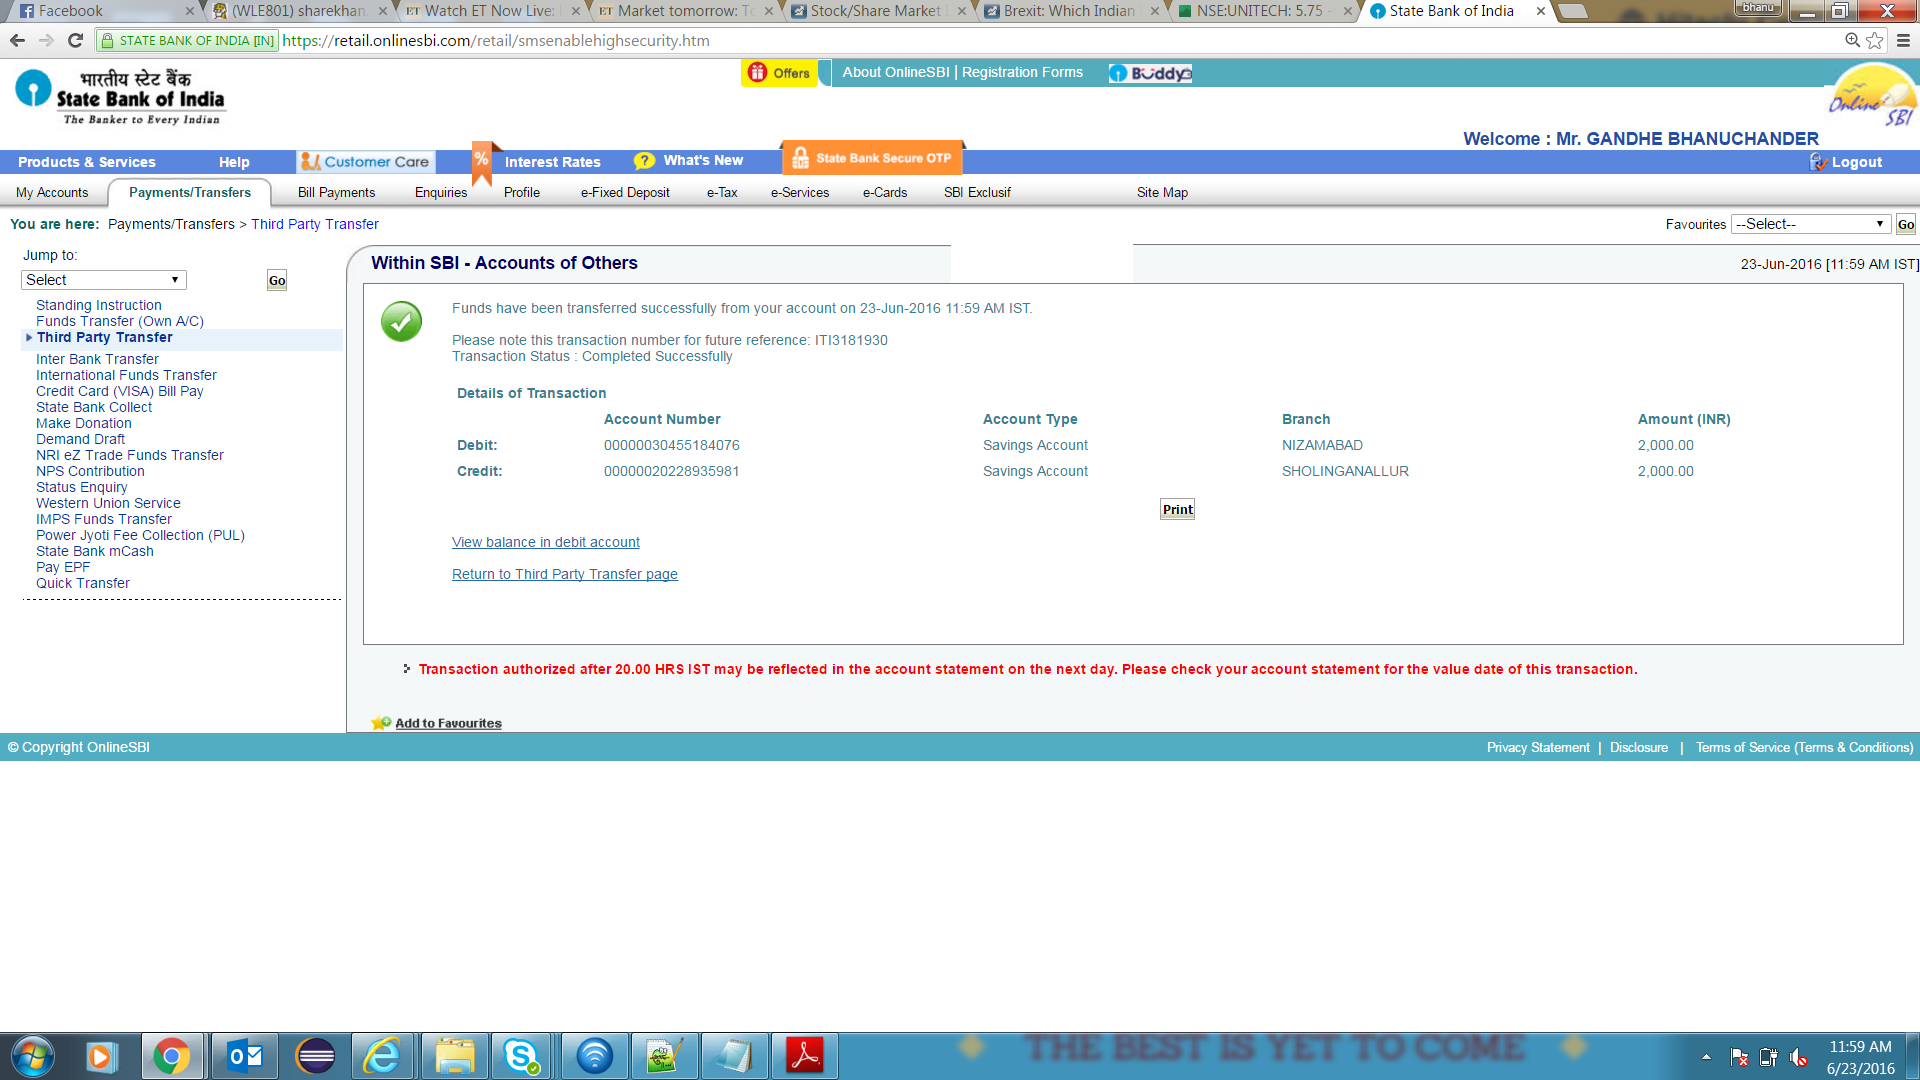 Facebook
(WLE801) sharekhan.
Watch ET Now Live:
Market tomorrow: To
Stock/Share Market
Brexit: Which Indian
NSE:UNITECH: 5.75 -
State Bank of India
bhanu
STATE BANK OF INDIA [IN]
https://retail.onlinesbi.com/retail/smsenablehighsecurity.htm
भारतीय स्टेट बैंक
State Bank of India
The Banker to Every Indian
Offers
About OnlineSBI | Registration Forms
Buddy
Online SBI
Welcome : Mr. GANDHE BHANUCHANDER
Products & Services
Help
Customer Care
%
Interest Rates
?
What's New
State Bank Secure OTP
Logout
My Accounts
Payments/Transfers
Bill Payments
Enquiries
Profile
e-Fixed Deposit
e-Tax
e-Services
e-Cards
SBI Exclusif
Site Map
You are here: Payments/Transfers > Third Party Transfer
Favourites
--Select--
Go
Jump to:
Select
Go
Standing Instruction
Funds Transfer (Own A/C)
Third Party Transfer
Inter Bank Transfer
International Funds Transfer
Credit Card (VISA) Bill Pay
State Bank Collect
Make Donation
Demand Draft
NRI eZ Trade Funds Transfer
NPS Contribution
Status Enquiry
Western Union Service
IMPS Funds Transfer
Power Jyoti Fee Collection (PUL)
State Bank mCash
Pay EPF
Quick Transfer
Within SBI - Accounts of Others
23-Jun-2016 [11:59 AM IST]
Funds have been transferred successfully from your account on 23-Jun-2016 11:59 AM IST.
Please note this transaction number for future reference: ITI3181930
Transaction Status : Completed Successfully
Details of Transaction
Account Number Account Type Branch Amount (INR)
Debit: 00000030455184076 Savings Account NIZAMABAD 2,000.00
Credit: 00000020228935981 Savings Account SHOLINGANALLUR 2,000.00
Print
View balance in debit account
Return to Third Party Transfer page
Transaction authorized after 20.00 HRS IST may be reflected in the account statement on the next day. Please check your account statement for the value date of this transaction.
Add to Favourites
© Copyright OnlineSBI
Privacy Statement | Disclosure | Terms of Service (Terms & Conditions)
THE BEST IS YET TO COME
11:59 AM
6/23/2016